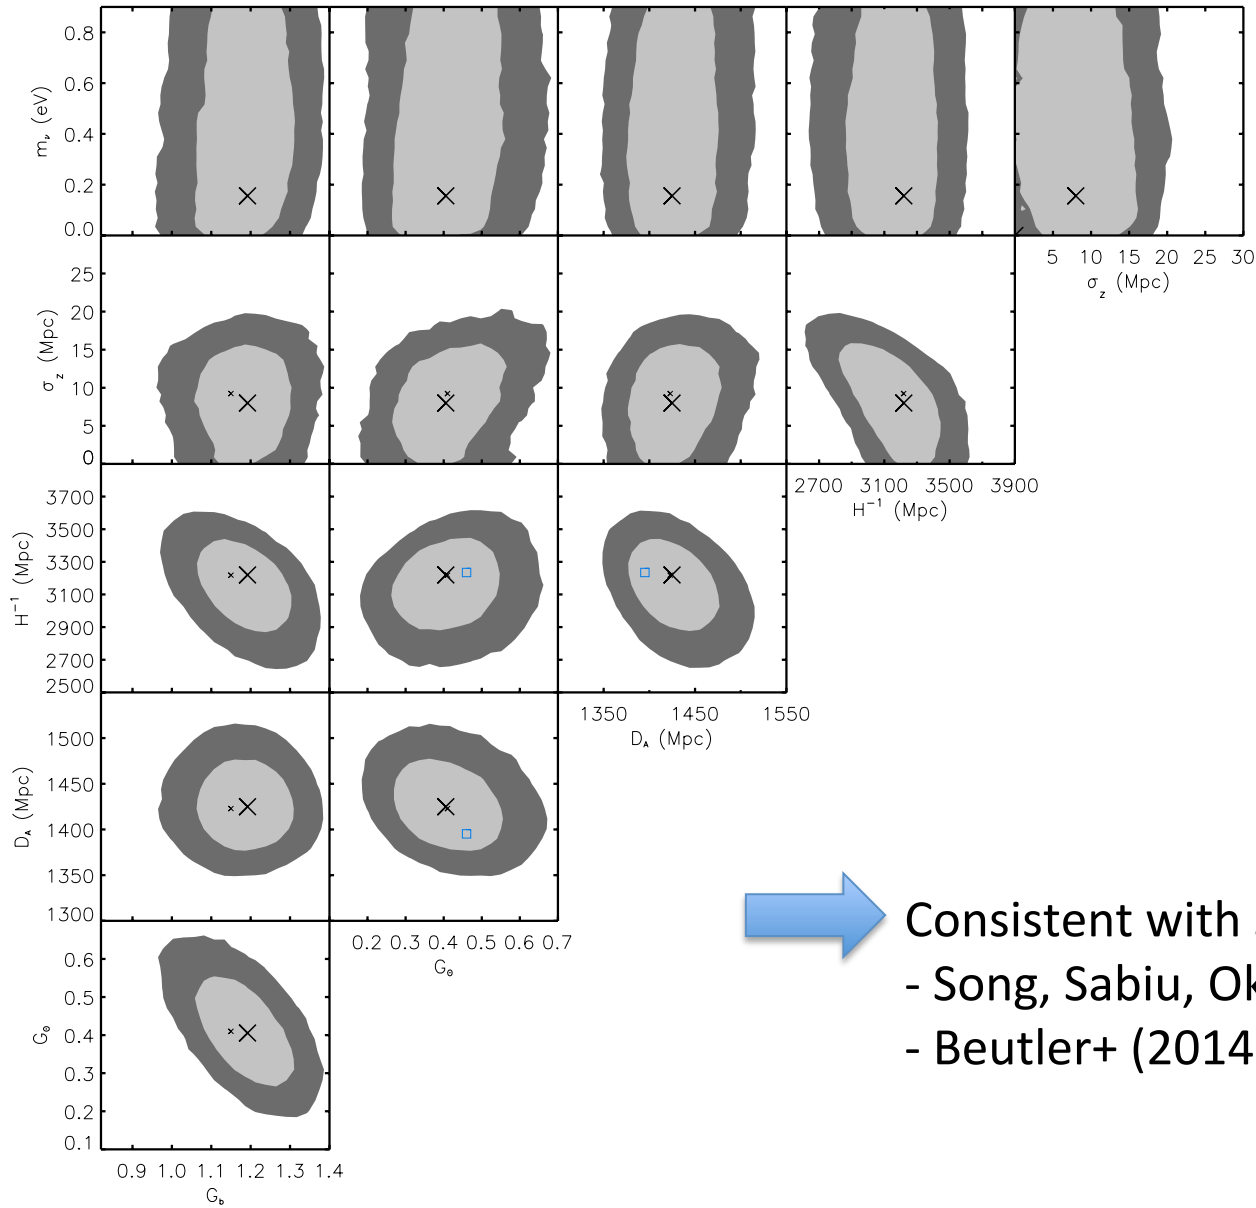 0.8
0.6
0.4
0.2
0.0
m_ν (eV)
5 10 15 20 25 30
σ_z (Mpc)
25
20
15
10
5
0
σ_z (Mpc)
2700 3100 3500 3900
H⁻¹ (Mpc)
3700
3500
3300
3100
2900
2700
2500
H⁻¹ (Mpc)
1350 1450 1550
D_A (Mpc)
1500
1450
1400
1350
1300
D_A (Mpc)
0.2 0.3 0.4 0.5 0.6 0.7
G_Θ
0.6
0.5
0.4
0.3
0.2
0.1
G_Θ
0.9 1.0 1.1 1.2 1.3 1.4
G_b
Consistent with
- Song, Sabiu,
- Beutler+ (2014